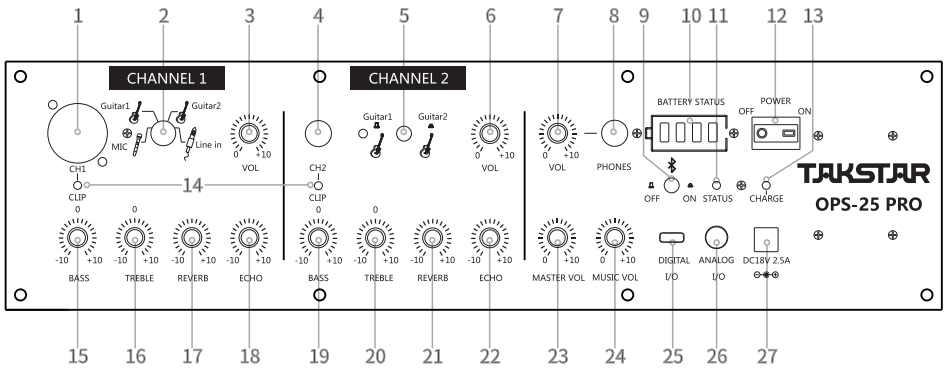 1 2 3 4 5 6 7 8 9 10 11 12 13
CHANNEL 1 CHANNEL 2
BATTERY STATUS POWER
OFF ON
Guitar1 Guitar2 Guitar1 Guitar2
MIC Line in
0 +10 0 +10 0 +10
VOL VOL VOL PHONES
CH1 CH2
14
CLIP CLIP
OFF ON STATUS CHARGE
TAKSTAR
OPS-25 PRO
0 0 0 0
-10 +10 -10 +10 -10 +10 -10 +10 -10 +10 -10 +10 -10 +10 -10 +10 0 +10 0 +10
DIGITAL ANALOG DC18V 2.5A
BASS TREBLE REVERB ECHO BASS TREBLE REVERB ECHO MASTER VOL MUSIC VOL I/O I/O
15 16 17 18 19 20 21 22 23 24 25 26 27